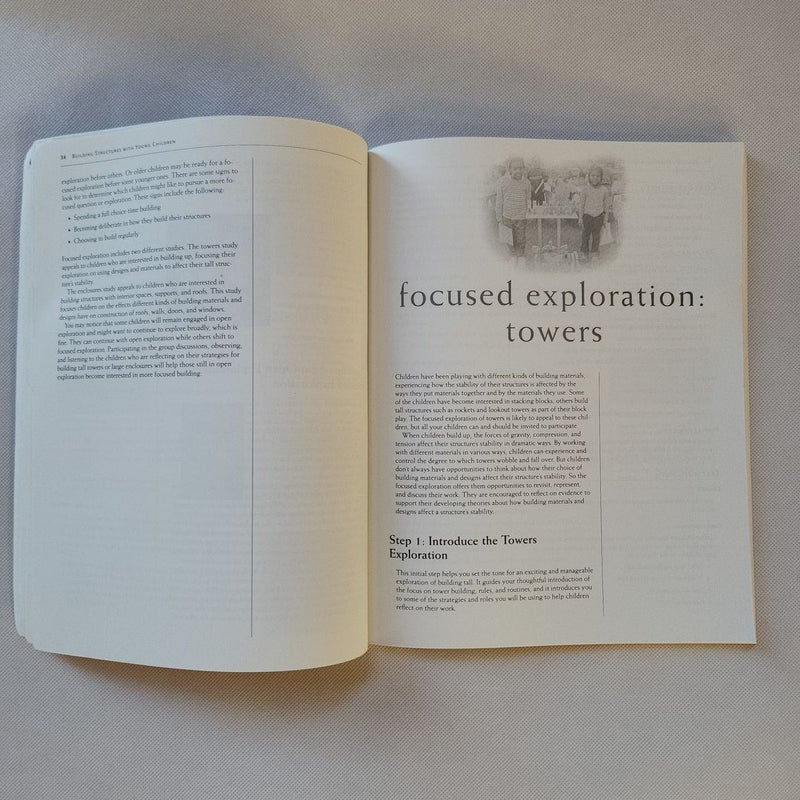 34 Building Structures with Young Children
exploration before others. Or older children may be ready for a fo-
cused exploration before some younger ones. There are some signs to
look for to determine which children might like to pursue a more fo-
cused question or exploration. These signs include the following:
• Spending a full choice time building
• Becoming deliberate in how they build their structures
• Choosing to build regularly
Focused exploration includes two different studies. The towers study
appeals to children who are interested in building up, focusing their
exploration on using designs and materials to affect their tall struc-
ture's stability.
The enclosures study appeals to children who are interested in
building structures with interior spaces, supports, and roofs. This study
focuses children on the effects different kinds of building materials and
designs have on construction of roofs, walls, doors, and windows.
You may notice that some children will remain engaged in open
exploration and might want to continue to explore broadly, which is
fine. They can continue with open exploration while others shift to
focused exploration. Participating in the group discussions, observing,
and listening to the children who are reflecting on their strategies for
building tall towers or large enclosures will help those still in open
exploration become interested in more focused building.
focused exploration:
towers
Children have been playing with different kinds of building materials,
experiencing how the stability of their structures is affected by the
ways they put materials together and by the materials they use. Some
of the children have become interested in stacking blocks, others build
tall structures such as rockets and lookout towers as part of their block
play. The focused exploration of towers is likely to appeal to these chil-
dren, but all your children can and should be invited to participate.
When children build up, the forces of gravity, compression, and
tension affect their structure's stability in dramatic ways. By working
with different materials in various ways, children can experience and
control the degree to which towers wobble and fall over. But children
don't always have opportunities to think about how their choice of
building materials and designs affect their structure's stability. So the
focused exploration offers them opportunities to revisit, represent,
and discuss their work. They are encouraged to reflect on evidence to
support their developing theories about how building materials and
designs affect a structure's stability.
Step 1: Introduce the Towers
Exploration
This initial step helps you set the tone for an exciting and manageable
exploration of building tall. It guides your thoughtful introduction of
the focus on tower building, rules, and routines, and it introduces you
to some of the strategies and roles you will be using to help children
reflect on their work.